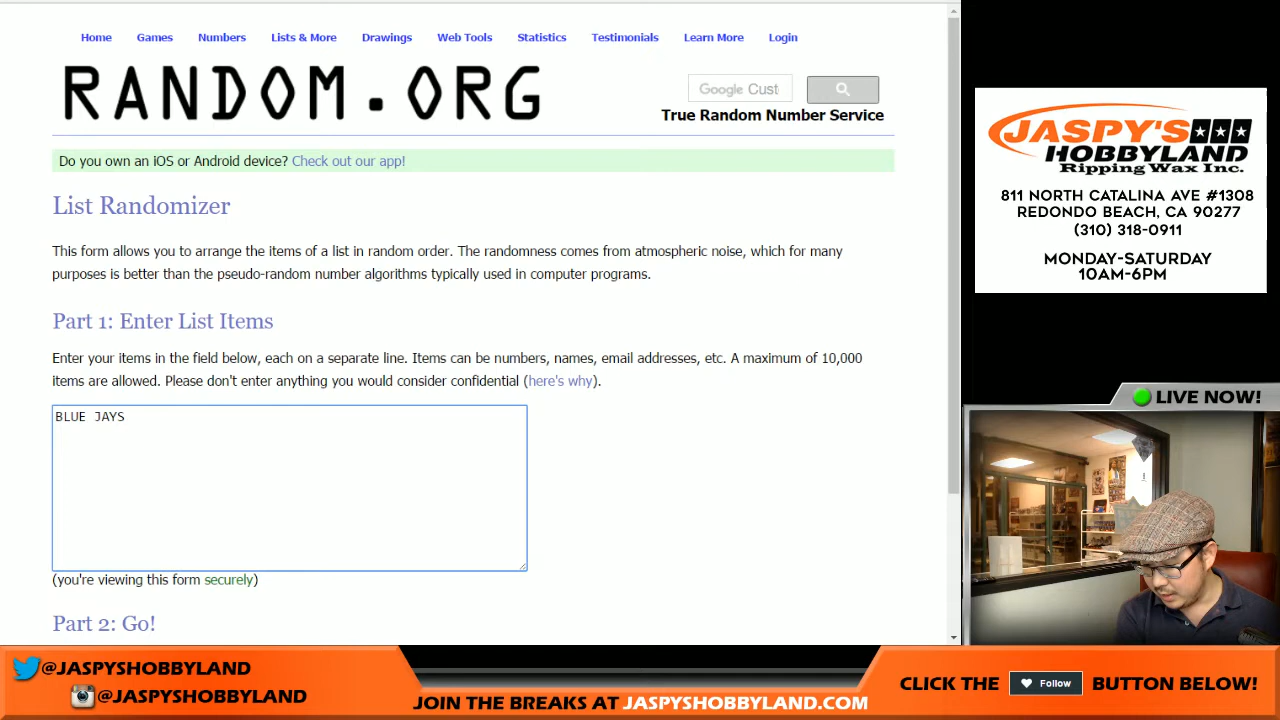 Home Games Numbers Lists & More Drawings Web Tools Statistics Testimonials Learn More Login
RANDOM.ORG
Google Cust
True Random Number Service
Do you own an iOS or Android device? Check out our app!
List Randomizer
This form allows you to arrange the items of a list in random order. The randomness comes from atmospheric noise, which for many
purposes is better than the pseudo-random number algorithms typically used in computer programs.
Part 1: Enter List Items
Enter your items in the field below, each on a separate line. Items can be numbers, names, email addresses, etc. A maximum of 10,000
items are allowed. Please don't enter anything you would consider confidential (here's why).
BLUE JAYS
(you're viewing this form securely)
Part 2: Go!
JASPY'S
HOBBYLAND
Ripping Wax Inc.
811 NORTH CATALINA AVE #1308
REDONDO BEACH, CA 90277
(310) 318-0911
MONDAY-SATURDAY
10AM-6PM
LIVE NOW!
@JASPYSHOBBYLAND
@JASPYSHOBBYLAND
JOIN THE BREAKS AT JASPYSHOBBYLAND.COM
CLICK THE Follow BUTTON BELOW!